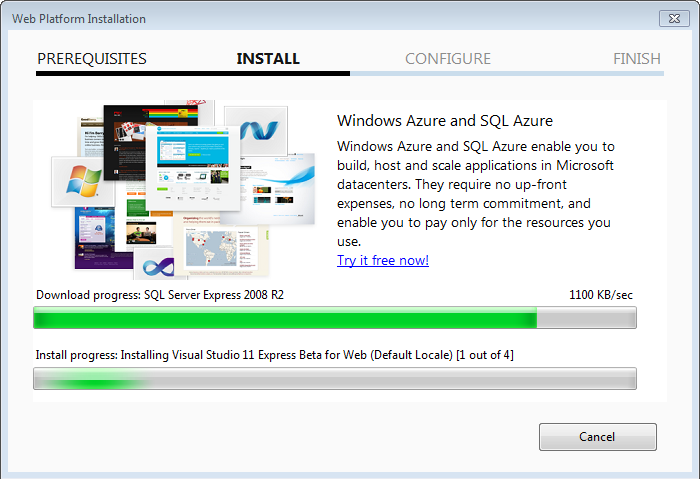 Web Platform Installation
PREREQUISITES
INSTALL
CONFIGURE
FINISH
Windows Azure and SQL Azure
Windows Azure and SQL Azure enable you to
build, host and scale applications in Microsoft
datacenters. They require no up-front
expenses, no long term commitment, and
enable you to pay only for the resources you
use.
Try it free now!
Download progress: SQL Server Express 2008 R2
1100 KB/sec
Install progress: Installing Visual Studio 11 Express Beta for Web (Default Locale) [1 out of 4]
Cancel